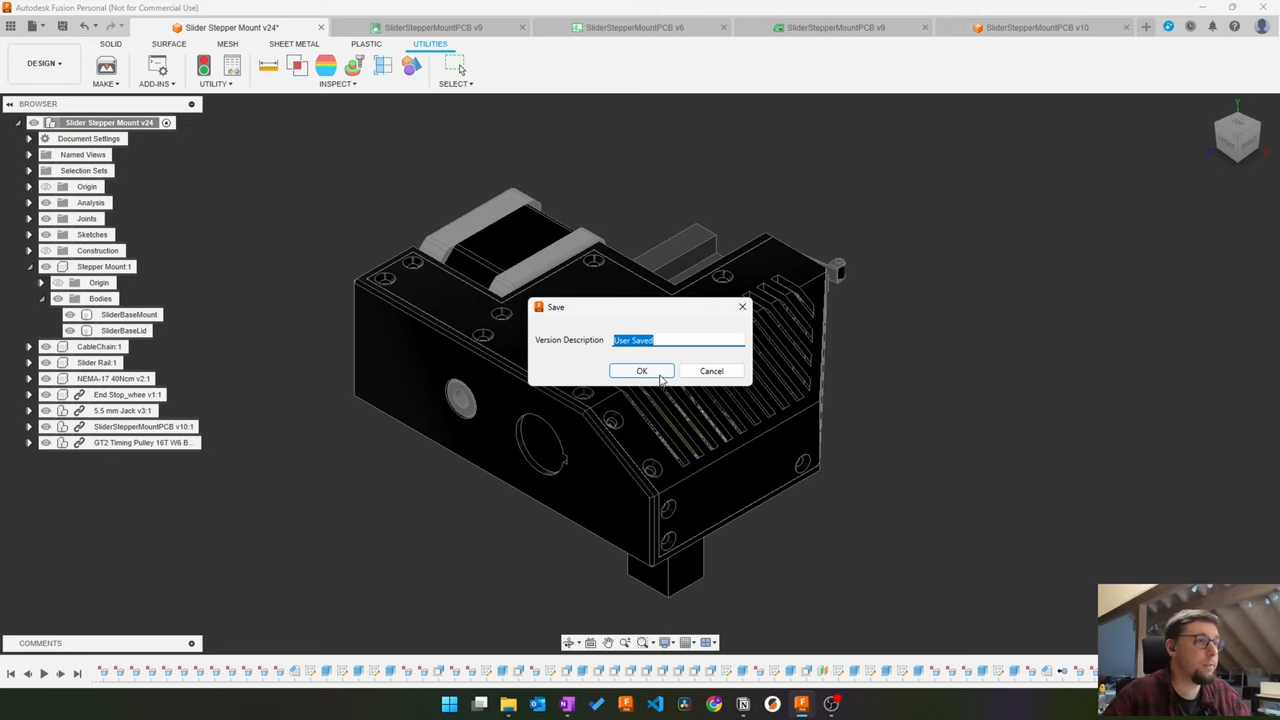 Autodesk Fusion Personal (Not for Commercial Use)
Slider Stepper Mount v24*
SliderStepperMountPCB v9
SliderStepperMountPCB v6
SliderStepperMountPCB v9
SliderStepperMountPCB v10
SOLID SURFACE MESH SHEET METAL PLASTIC UTILITIES
DESIGN
MAKE ADD-INS UTILITY INSPECT SELECT
BROWSER
Slider Stepper Mount v24
Document Settings
Named Views
Selection Sets
Origin
Analysis
Joints
Sketches
Construction
Stepper Mount:1
Origin
Bodies
SliderBaseMount
SliderBaseLid
CableChain:1
Slider Rail:1
NEMA-17 40Ncm v2:1
End Stop_whee v1:1
5.5 mm Jack v3:1
SliderStepperMountPCB v10:1
GT2 Timing Pulley 16T W6 B...
Save
Version Description User Saved
OK Cancel
COMMENTS